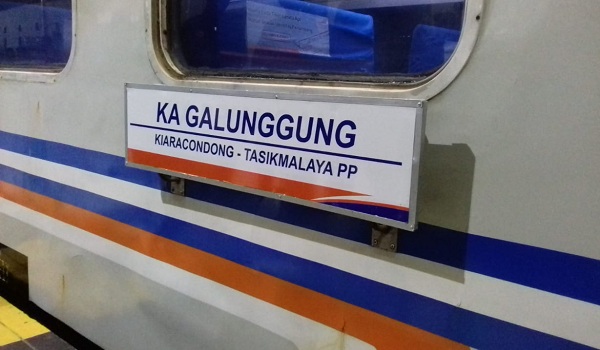 KA GALUNGGUNG
KIARACONDONG - TASIKMALAYA PP